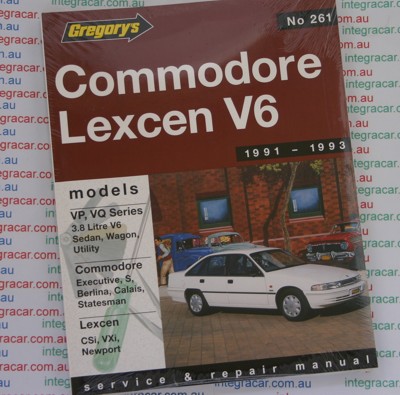 Gregory's
No 261
Commodore
Lexcen V6
1991 - 1993
models
VP, VQ Series
3.8 Litre V6
Sedan, Wagon,
Utility
Commodore
Executive, S,
Berlina, Calais,
Statesman
Lexcen
CSi, VXi,
Newport
service & repair manual
integracar.com.au